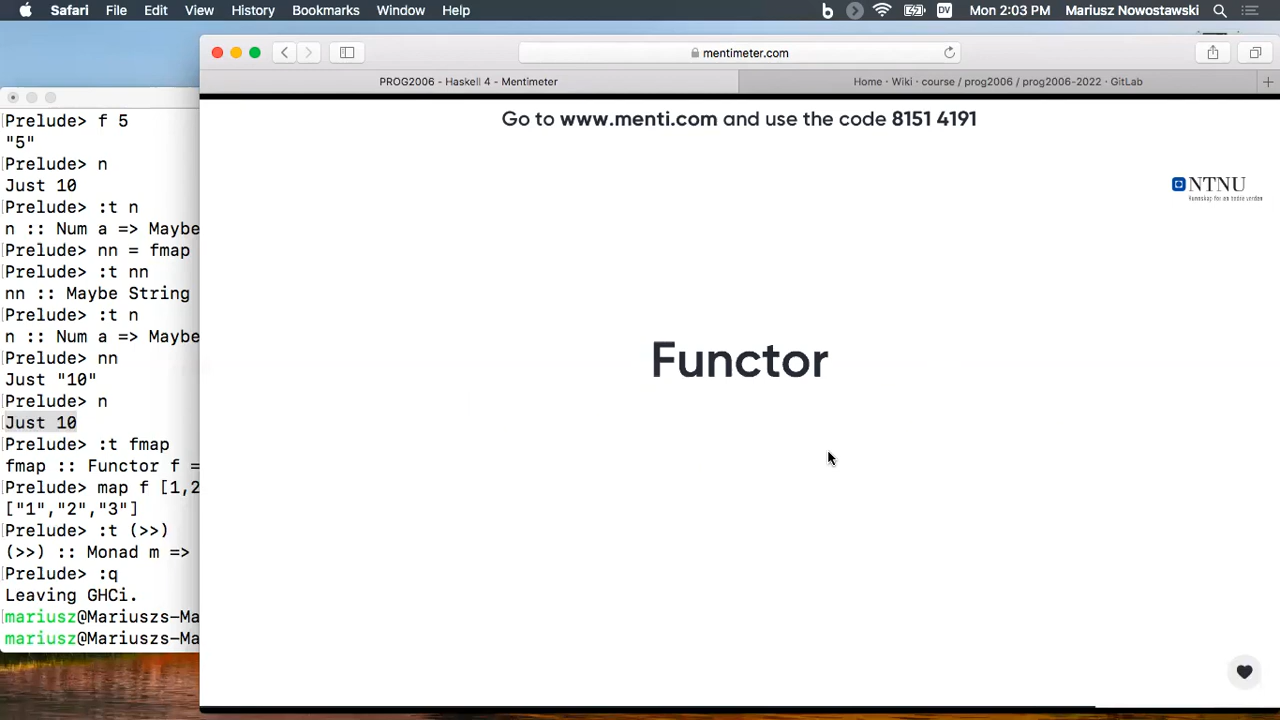 Safari File Edit View History Bookmarks Window Help
DV Mon 2:03 PM Mariusz Nowostawski
mentimeter.com
PROG2006 - Haskell 4 - Mentimeter
Home · Wiki · course / prog2006 / prog2006-2022 · GitLab
Go to www.menti.com and use the code 8151 4191
NTNU
Functor
Prelude> f 5
"5"
Prelude> n
Just 10
Prelude> :t n
n :: Num a => Maybe
Prelude> nn = fmap
Prelude> :t nn
nn :: Maybe String
Prelude> :t n
n :: Num a => Maybe
Prelude> nn
Just "10"
Prelude> n
Just 10
Prelude> :t fmap
fmap :: Functor f =
Prelude> map f [1,2
["1","2","3"]
Prelude> :t (>>)
(>>) :: Monad m =>
Prelude> :q
Leaving GHCi.
mariusz@Mariuszs-Ma
mariusz@Mariuszs-Ma